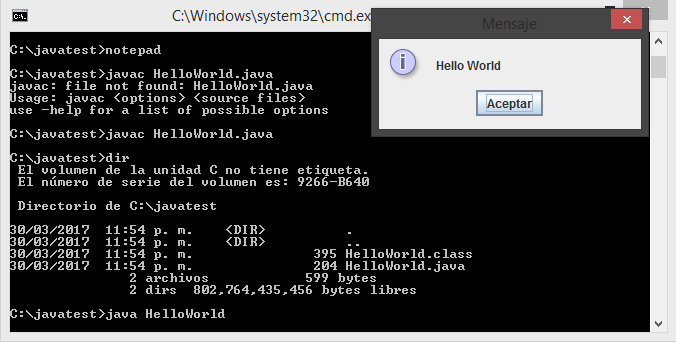 C:\Windows\system32\cmd.ex
C:\.
C:\javatest>notepad
C:\javatest>javac HelloWorld.java
javac: file not found: HelloWorld.java
Usage: javac <options> <source files>
use -help for a list of possible options
C:\javatest>javac HelloWorld.java
C:\javatest>dir
El volumen de la unidad C no tiene etiqueta.
El número de serie del volumen es: 9266-B640
Directorio de C:\javatest
30/03/2017  11:54 p. m.    <DIR>          .
30/03/2017  11:54 p. m.    <DIR>          ..
30/03/2017  11:54 p. m.               395 HelloWorld.class
30/03/2017  11:54 p. m.               204 HelloWorld.java
2 archivos            599 bytes
2 dirs  802,764,435,456 bytes libres
C:\javatest>java HelloWorld
Mensaje
Hello World
Aceptar